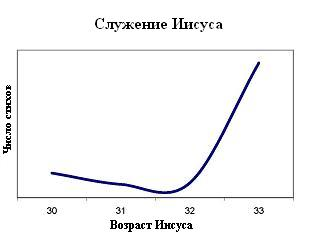 Служение Иисуса
Число стихов
30 31 32 33
Возраст Иисуса